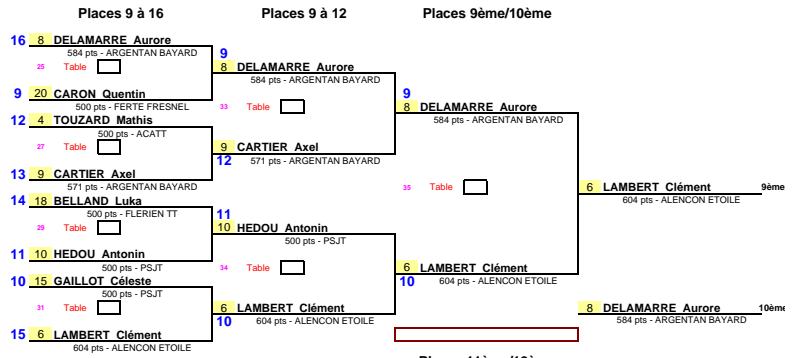 Places 9 à 16 Places 9 à 12 Places 9ème/10ème
16 8 DELAMARRE Aurore
584 pts - ARGENTAN BAYARD
25 Table
9 20 CARON Quentin
500 pts - FERTE FRESNEL
12 4 TOUZARD Mathis
500 pts - ACATT
27 Table
13 9 CARTIER Axel
571 pts - ARGENTAN BAYARD
14 18 BELLAND Luka
500 pts - FLERIEN TT
29 Table
11 10 HEDOU Antonin
500 pts - PSJT
10 15 GAILLOT Céleste
500 pts - PSJT
31 Table
15 6 LAMBERT Clément
604 pts - ALENCON ETOILE
9
8 DELAMARRE Aurore
584 pts - ARGENTAN BAYARD
33 Table
9 CARTIER Axel
12 571 pts - ARGENTAN BAYARD
11
10 HEDOU Antonin
500 pts - PSJT
34 Table
6 LAMBERT Clément
10 604 pts - ALENCON ETOILE
9
8 DELAMARRE Aurore
584 pts - ARGENTAN BAYARD
35 Table
6 LAMBERT Clément
10 604 pts - ALENCON ETOILE
6 LAMBERT Clément 9ème
604 pts - ALENCON ETOILE
8 DELAMARRE Aurore 10ème
584 pts - ARGENTAN BAYARD